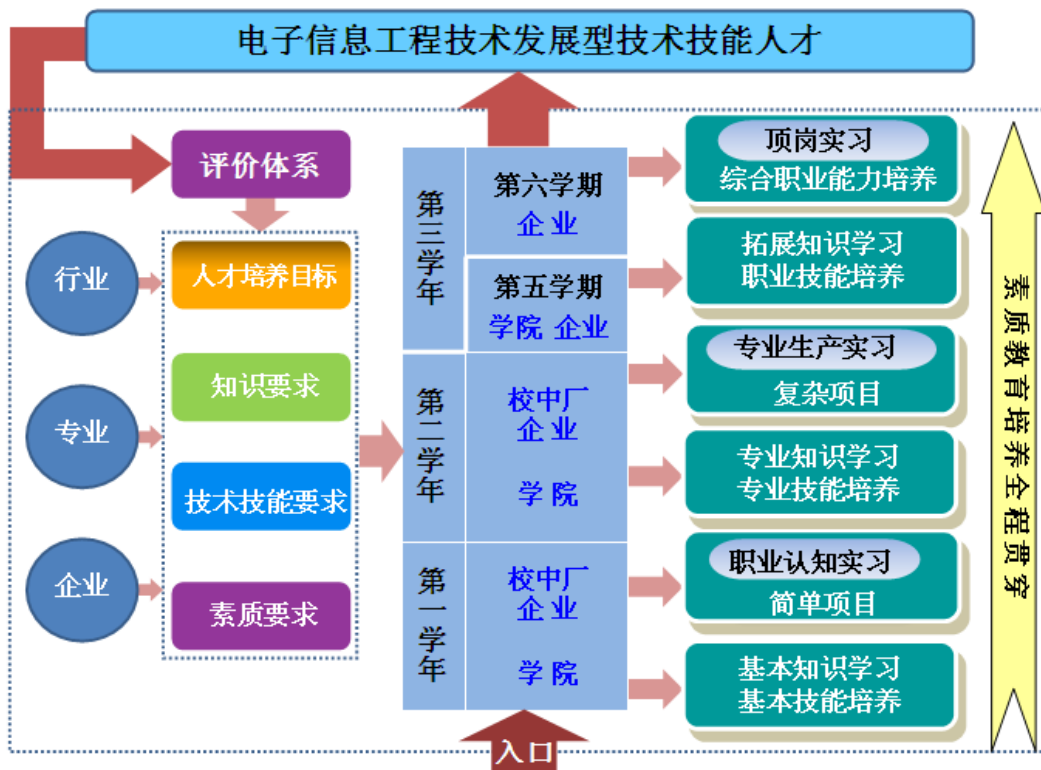 电子信息工程技术发展型技术技能人才
评价体系
行业
专业
企业
人才培养目标
知识要求
技术技能要求
素质要求
第三学年
第六学期
企业
第五学期
学院 企业
第二学年
校中厂
企业
学院
第一学年
校中厂
企业
学院
入口
顶岗实习
综合职业能力培养
拓展知识学习
职业技能培养
专业生产实习
复杂项目
专业知识学习
专业技能培养
职业认知实习
简单项目
基本知识学习
基本技能培养
素质教育培养全程贯穿